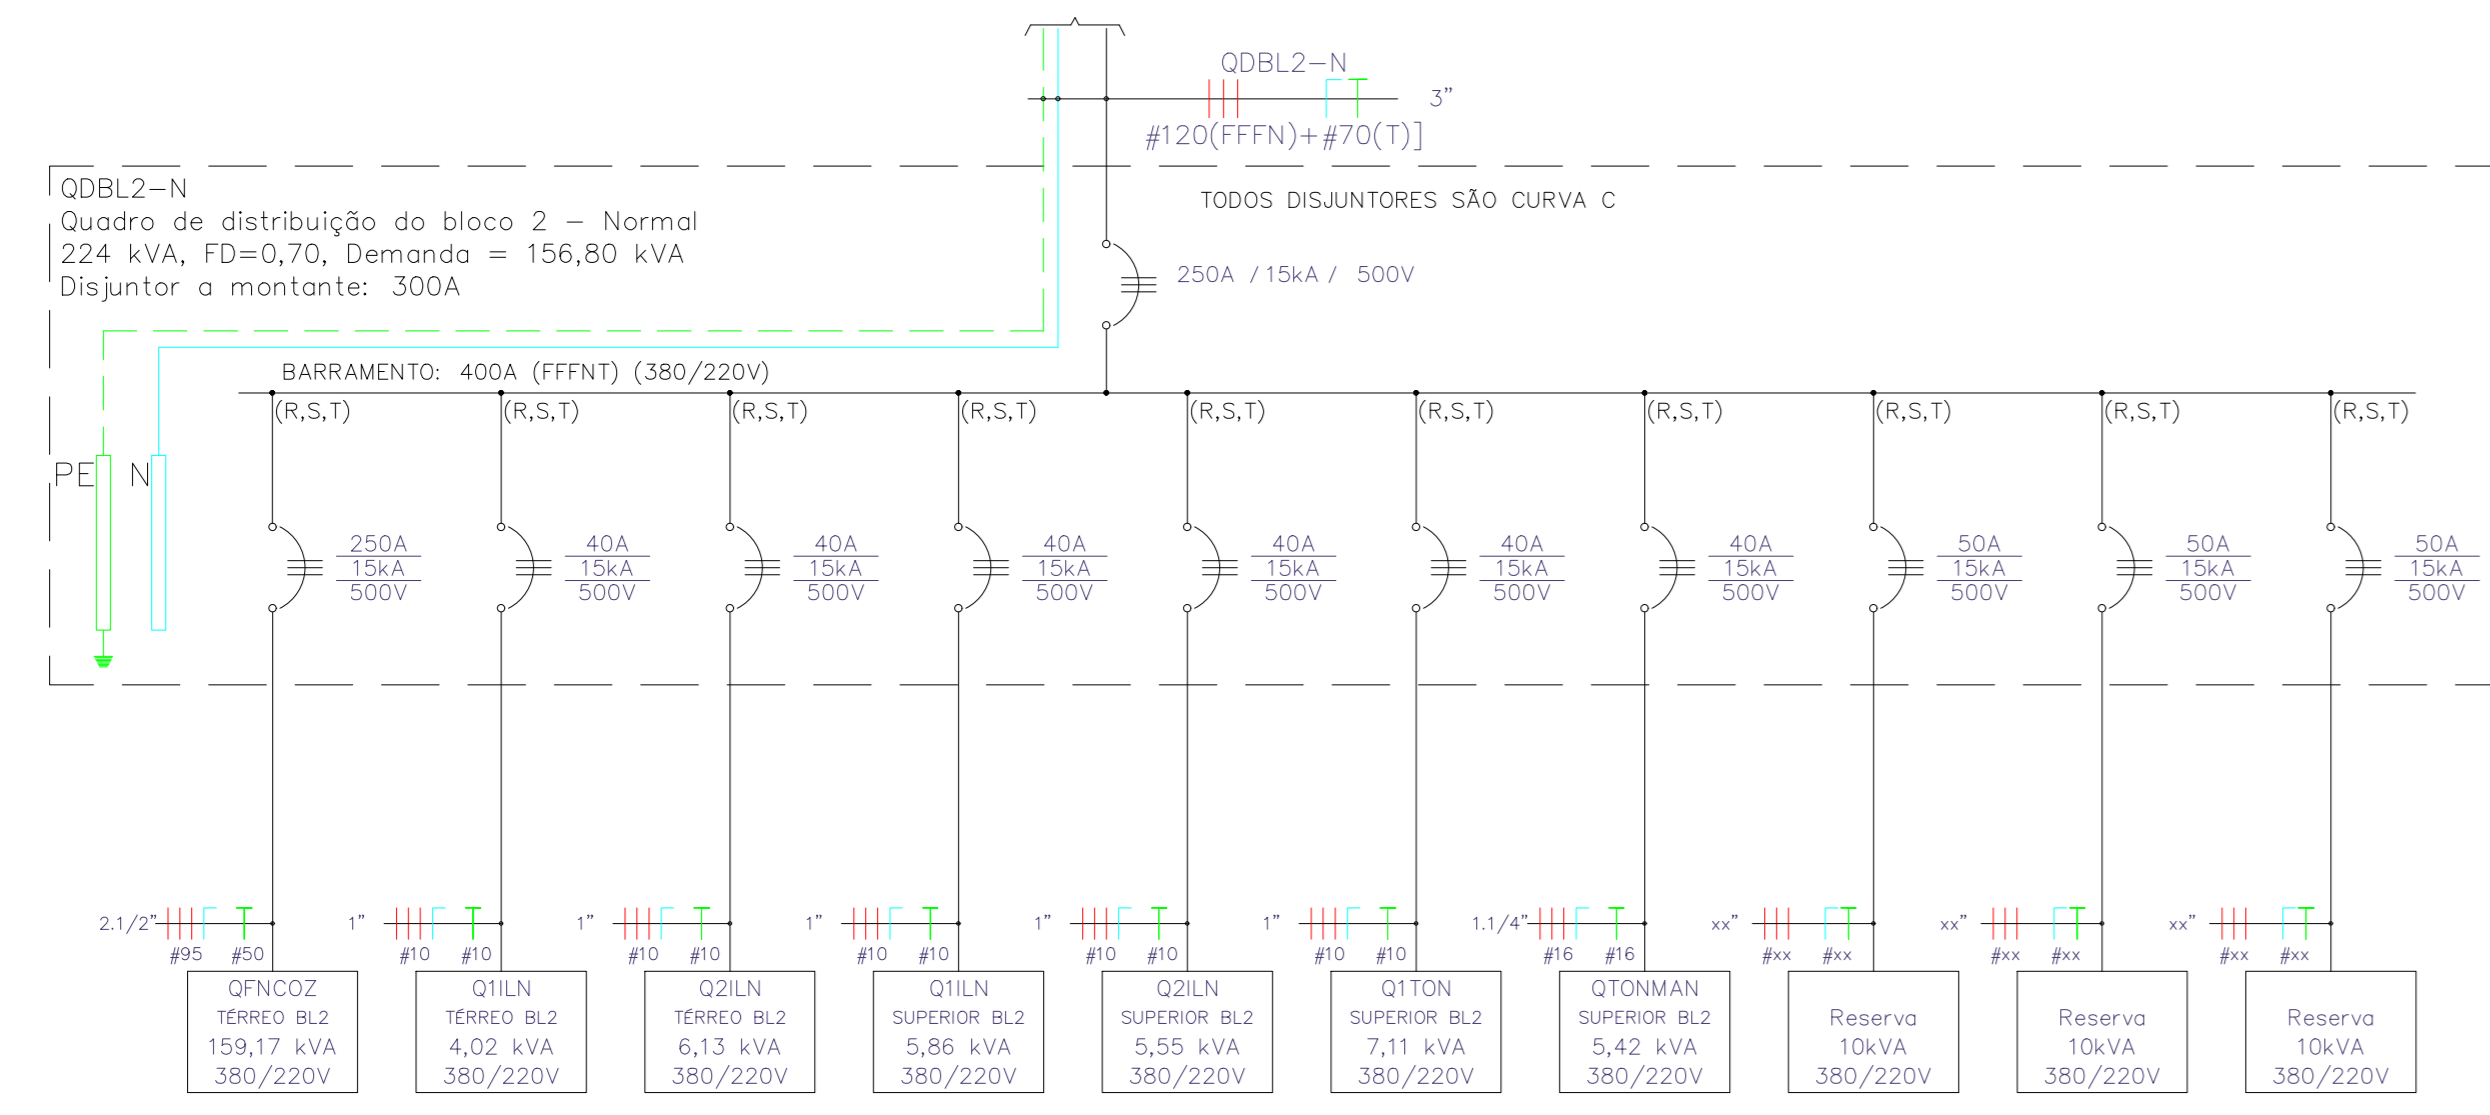 QDBL2-N
3"
#120(FFFN)+#70(T)]
QDBL2-N
Quadro de distribuição do bloco 2 - Normal
224 kVA, FD=0,70, Demanda = 156,80 kVA
Disjuntor a montante: 300A
TODOS DISJUNTORES SÃO CURVA C
250A /15kA / 500V
BARRAMENTO: 400A (FFFNT) (380/220V)
(R,S,T) (R,S,T) (R,S,T) (R,S,T) (R,S,T) (R,S,T) (R,S,T) (R,S,T) (R,S,T) (R,S,T)
PE N
250A 40A 40A 40A 40A 40A 40A 50A 50A 50A
15kA 15kA 15kA 15kA 15kA 15kA 15kA 15kA 15kA 15kA
500V 500V 500V 500V 500V 500V 500V 500V 500V 500V
2.1/2" 1" 1" 1" 1" 1" 1.1/4" xx" xx" xx"
#95 #50 #10 #10 #10 #10 #10 #10 #10 #10 #10 #10 #16 #16 #xx #xx #xx #xx #xx #xx
QFNCOZ
TÉRREO BL2
159,17 kVA
380/220V
Q1ILN
TÉRREO BL2
4,02 kVA
380/220V
Q2ILN
TÉRREO BL2
6,13 kVA
380/220V
Q1ILN
SUPERIOR BL2
5,86 kVA
380/220V
Q2ILN
SUPERIOR BL2
5,55 kVA
380/220V
Q1TON
SUPERIOR BL2
7,11 kVA
380/220V
QTONMAN
SUPERIOR BL2
5,42 kVA
380/220V
Reserva
10kVA
380/220V
Reserva
10kVA
380/220V
Reserva
10kVA
380/220V